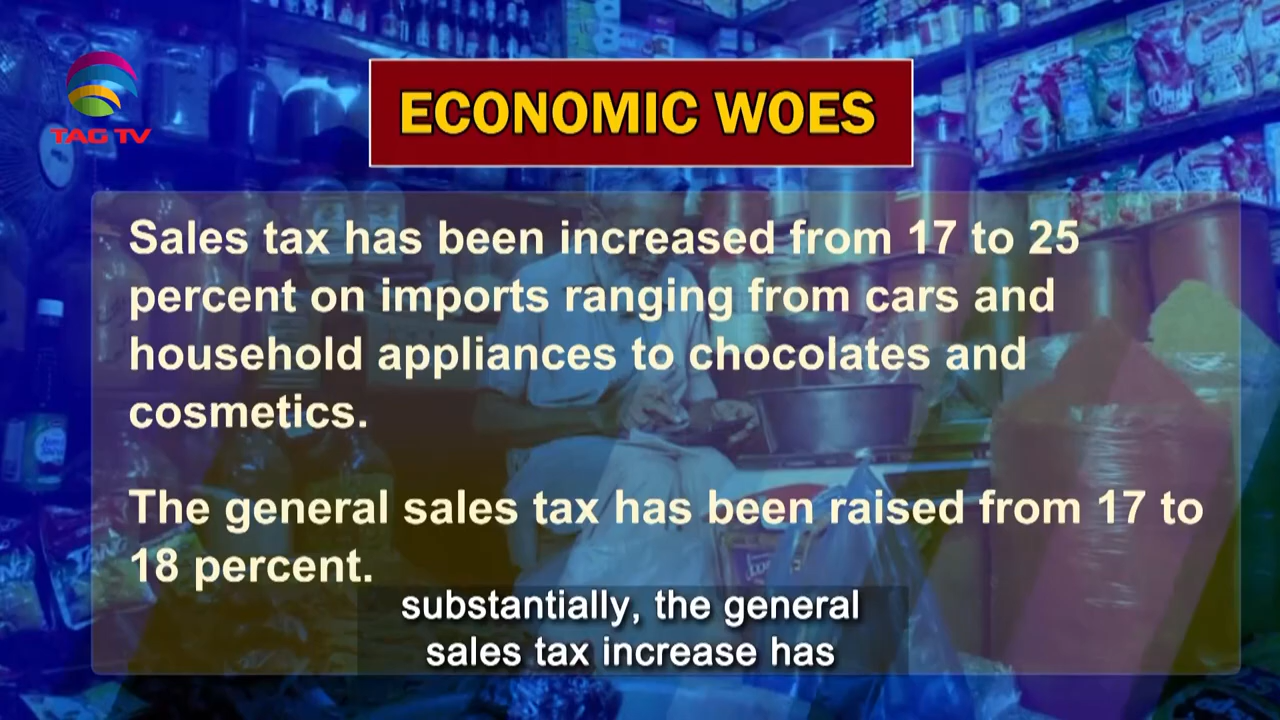 TAG TV
ECONOMIC WOES
Sales tax has been increased from 17 to 25
percent on imports ranging from cars and
household appliances to chocolates and
cosmetics.
The general sales tax has been raised from 17 to
18 percent.
substantially, the general
sales tax increase has